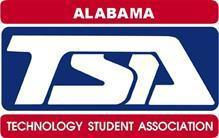 ALABAMA
TSA
TECHNOLOGY STUDENT ASSOCIATION